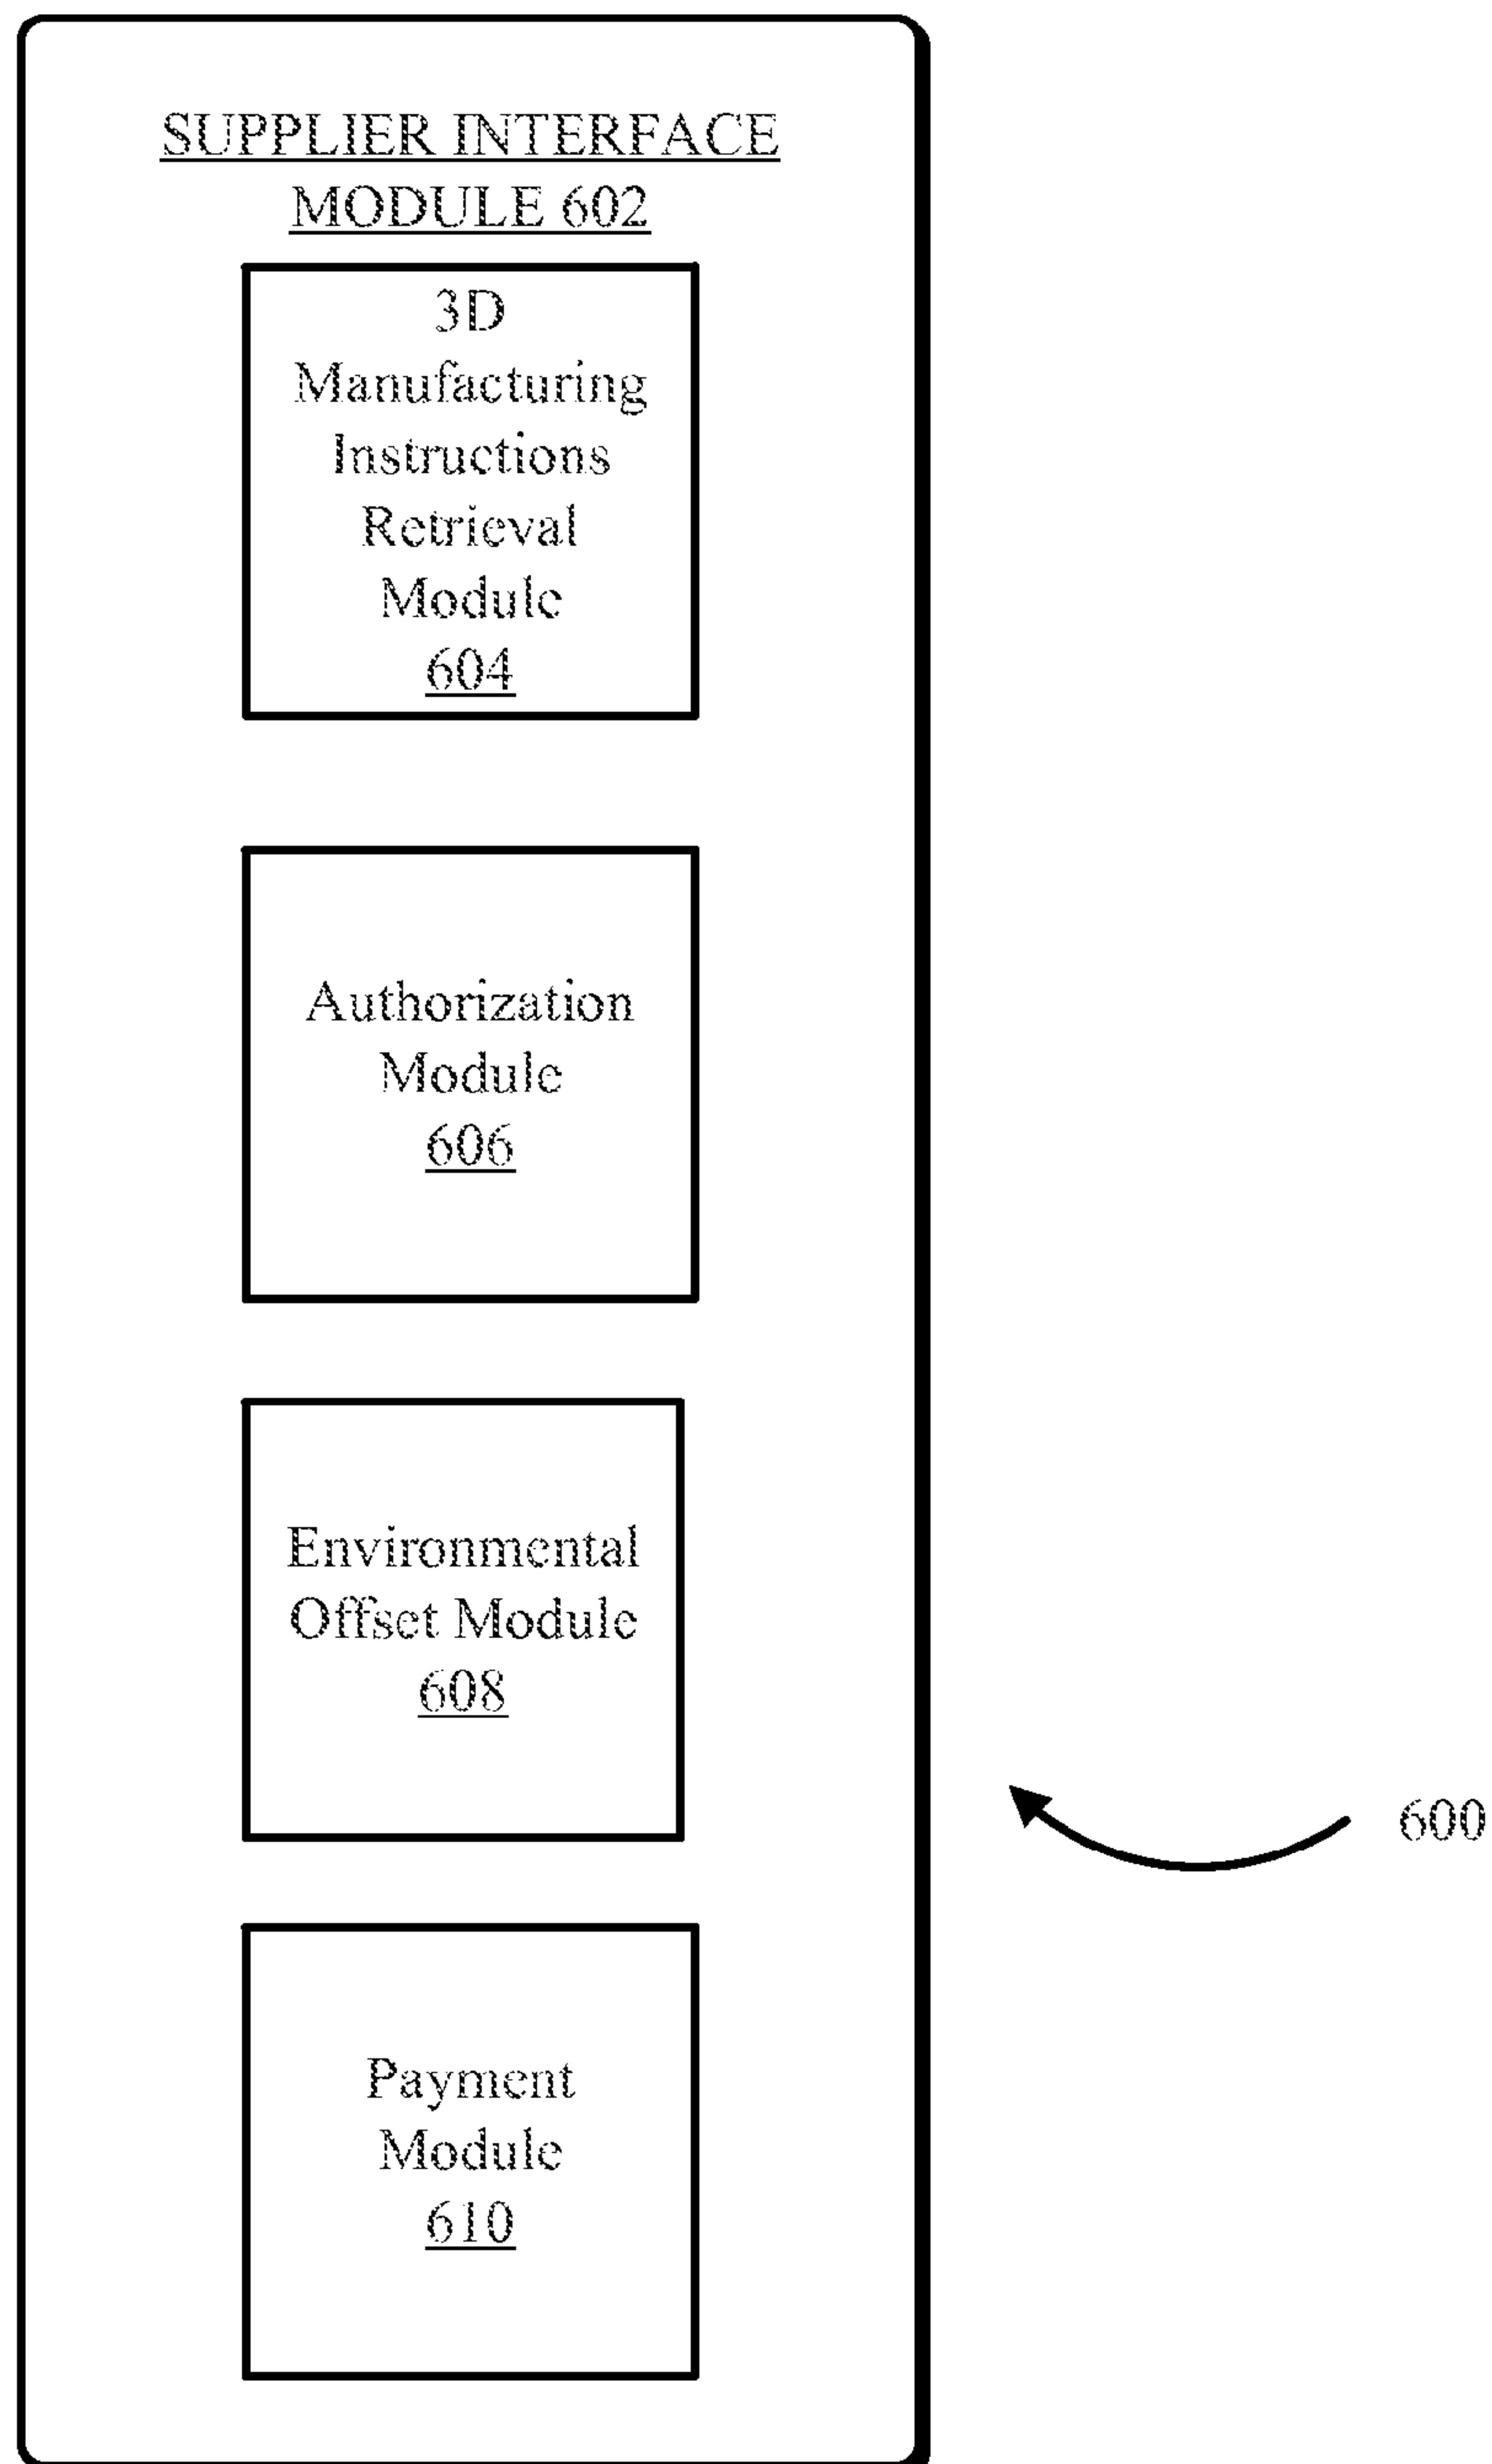 SUPPLIER INTERFACE
MODULE 602
3D
Manufacturing
Instructions
Retrieval
Module
604
Authorization
Module
606
Environmental
Offset Module
608
600
Payment
Module
610